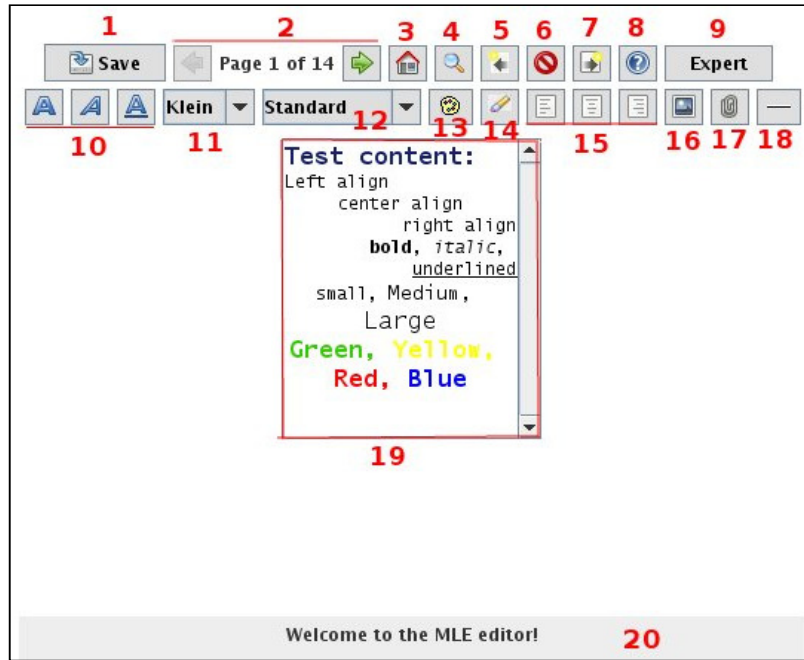 1 2 3 4 5 6 7 8 9
Save Page 1 of 14 Expert
Klein Standard
10 11 12 13 14 15 16 17 18
Test content:
Left align
center align
right align
bold, italic,
underlined
small, Medium,
Large
Green, Yellow,
Red, Blue
19
Welcome to the MLE editor! 20